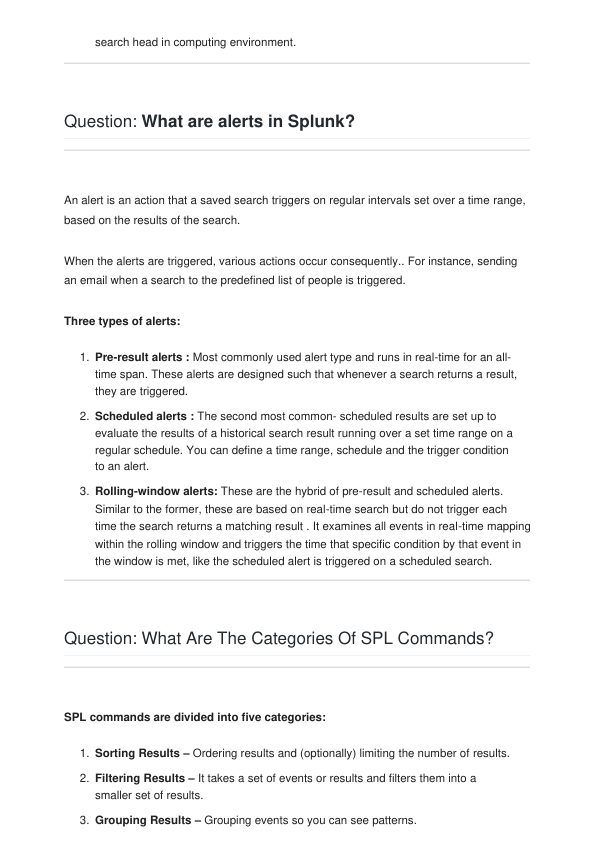 search head in computing environment.
Question: What are alerts in Splunk?
An alert is an action that a saved search triggers on regular intervals set over a time range,
based on the results of the search.
When the alerts are triggered, various actions occur consequently.. For instance, sending
an email when a search to the predefined list of people is triggered.
Three types of alerts:
1. Pre-result alerts : Most commonly used alert type and runs in real-time for an all-
time span. These alerts are designed such that whenever a search returns a result,
they are triggered.
2. Scheduled alerts : The second most common- scheduled results are set up to
evaluate the results of a historical search result running over a set time range on a
regular schedule. You can define a time range, schedule and the trigger condition
to an alert.
3. Rolling-window alerts: These are the hybrid of pre-result and scheduled alerts.
Similar to the former, these are based on real-time search but do not trigger each
time the search returns a matching result . It examines all events in real-time mapping
within the rolling window and triggers the time that specific condition by that event in
the window is met, like the scheduled alert is triggered on a scheduled search.
Question: What Are The Categories Of SPL Commands?
SPL commands are divided into five categories:
1. Sorting Results – Ordering results and (optionally) limiting the number of results.
2. Filtering Results – It takes a set of events or results and filters them into a
smaller set of results.
3. Grouping Results – Grouping events so you can see patterns.